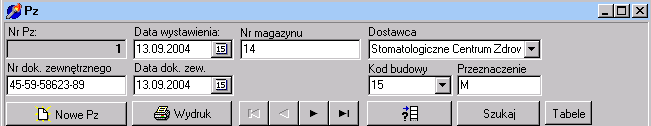 Pz
Nr Pz: Data wystawienia: Nr magazynu Dostawca
1 13.09.2004 15 14 Stomatologiczne Centrum Zdrov
Nr dok. zewnętrznego Data dok. zew. Kod budowy Przeznaczenie
45-59-58623-89 13.09.2004 15 15 M
Nowe Pz Wydruk ? Szukaj Tabele